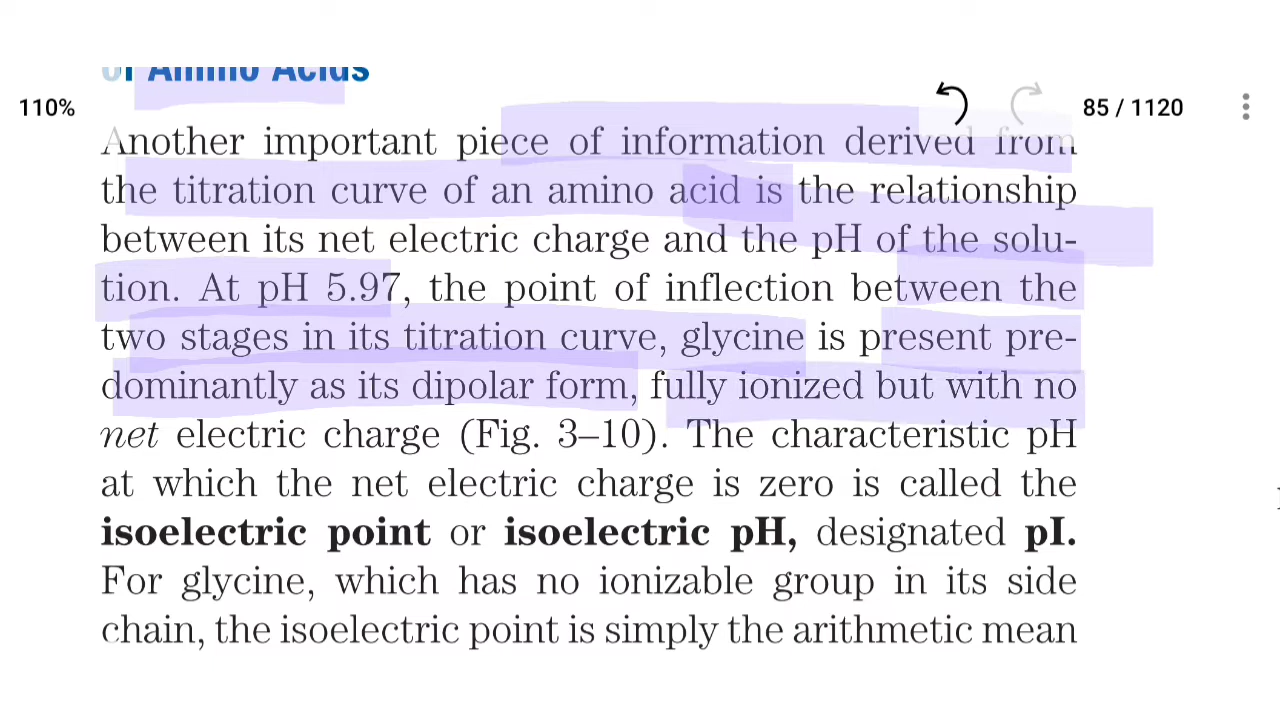 of Amino Acids
110%
85 / 1120
Another important piece of information derived from
the titration curve of an amino acid is the relationship
between its net electric charge and the pH of the solu-
tion. At pH 5.97, the point of inflection between the
two stages in its titration curve, glycine is present pre-
dominantly as its dipolar form, fully ionized but with no
net electric charge (Fig. 3–10). The characteristic pH
at which the net electric charge is zero is called the
isoelectric point or isoelectric pH, designated pI.
For glycine, which has no ionizable group in its side
chain, the isoelectric point is simply the arithmetic mean